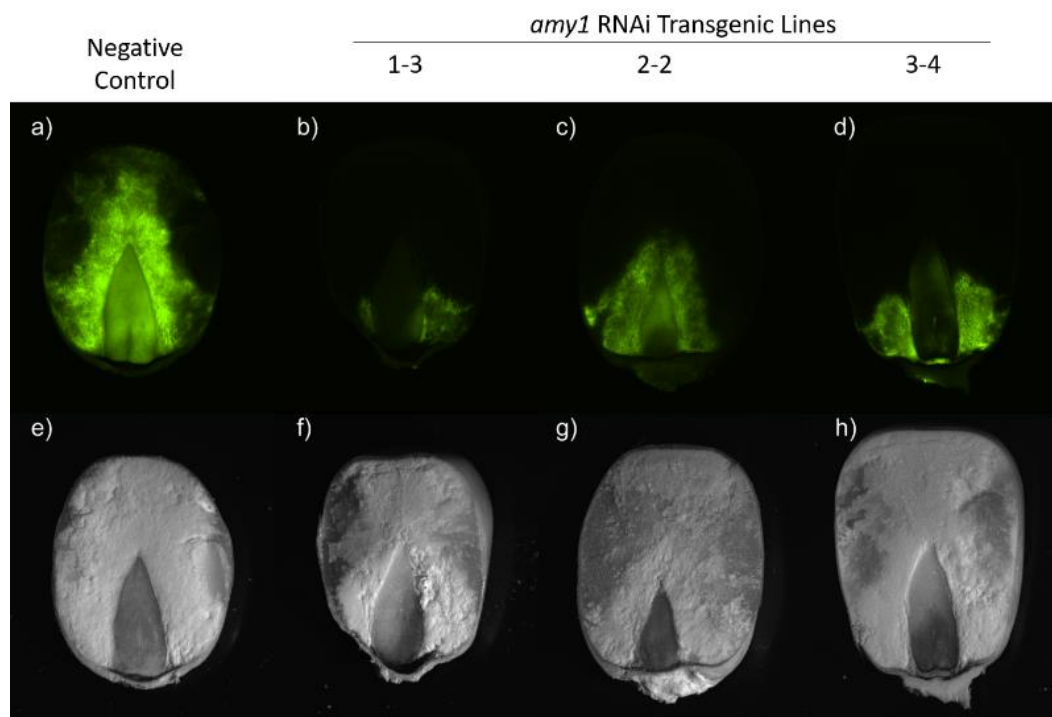 amy1 RNAi Transgenic Lines
Negative
Control
1-3
2-2
3-4
a)
b)
c)
d)
e)
f)
g)
h)